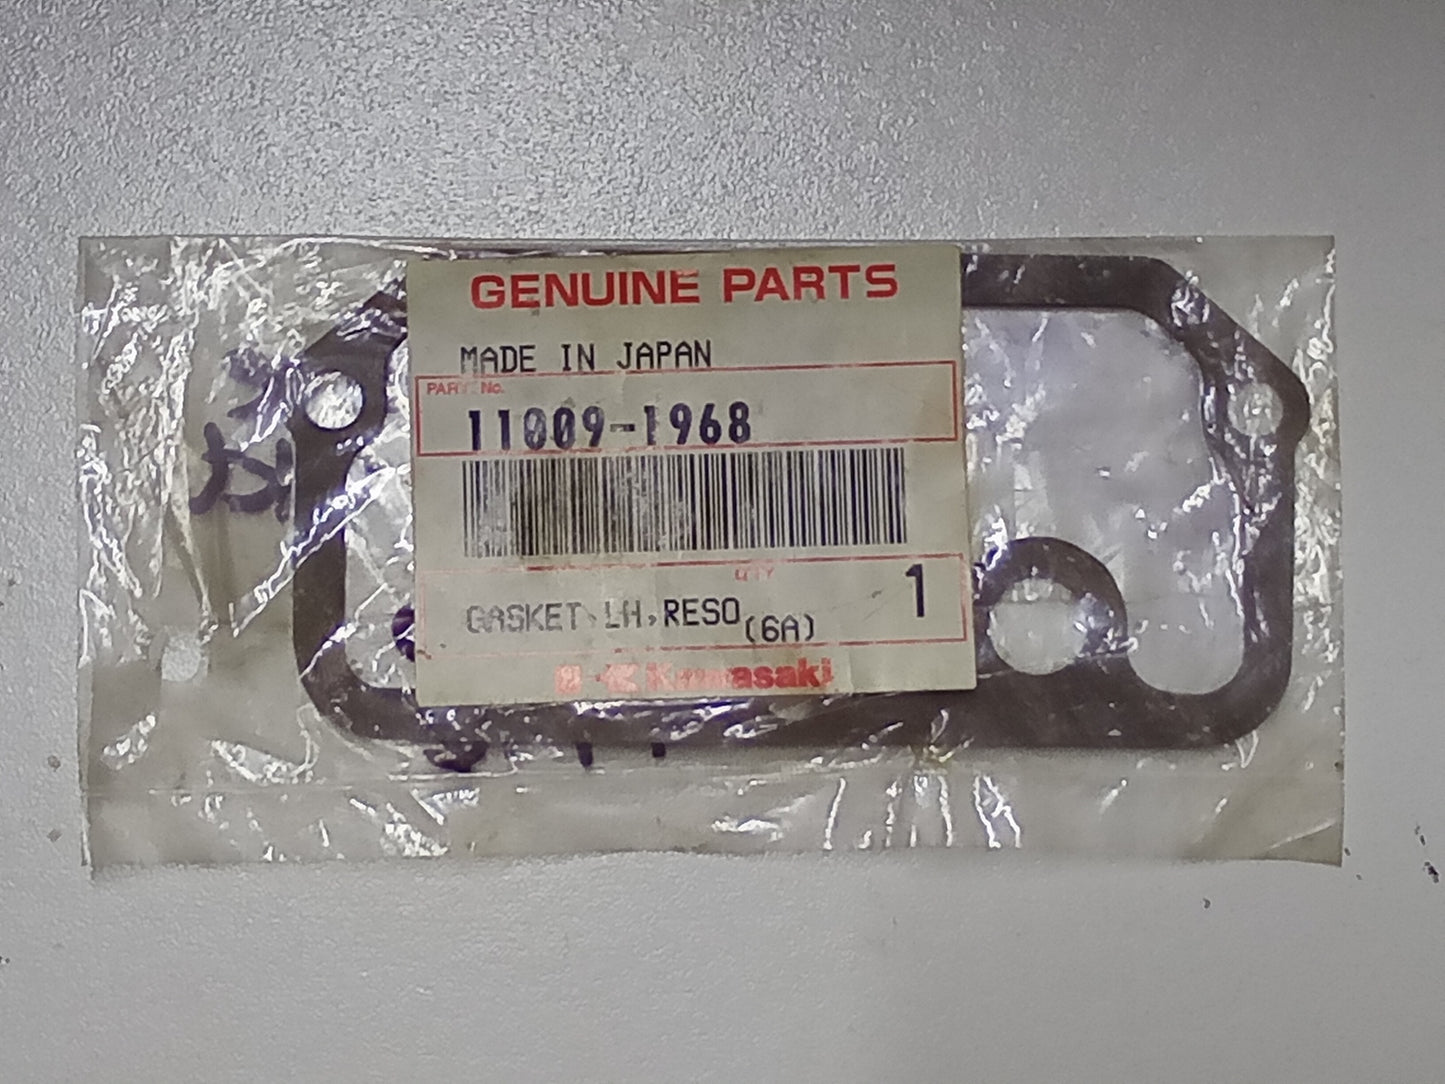 GENUINE PARTS
MADE IN JAPAN
PART No.
11009-1968
QTY
1
GASKET,LH,RESO(6A)
Kawasaki